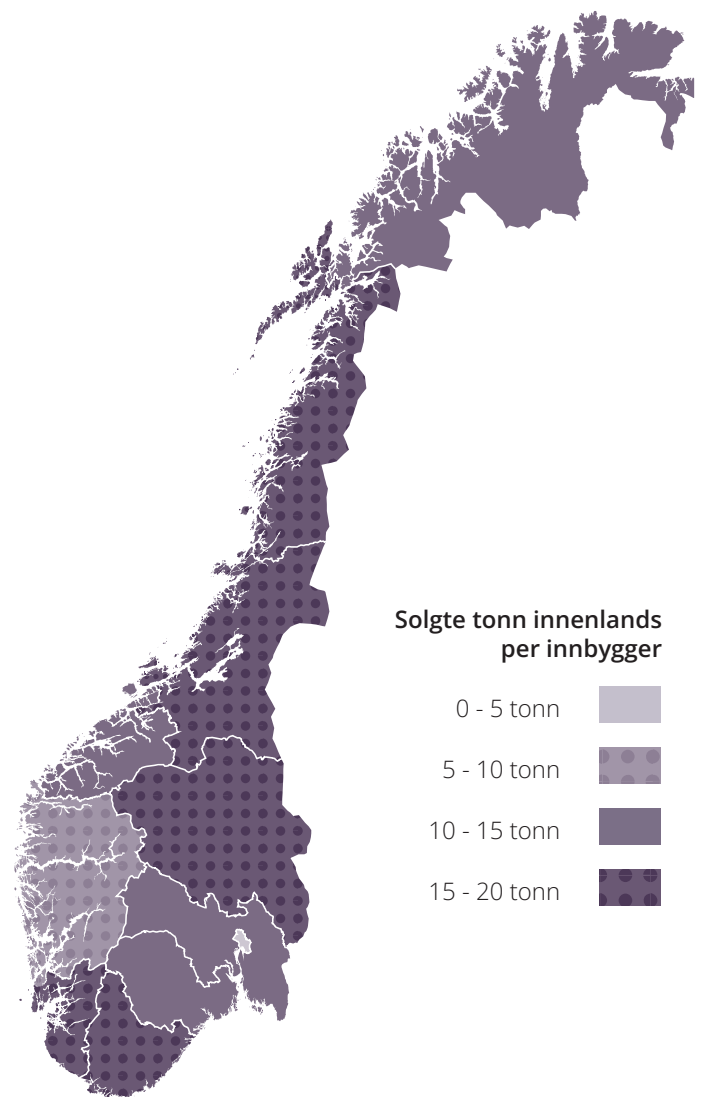 Solgte tonn innenlands
per innbygger
0 - 5 tonn
5 - 10 tonn
10 - 15 tonn
15 - 20 tonn